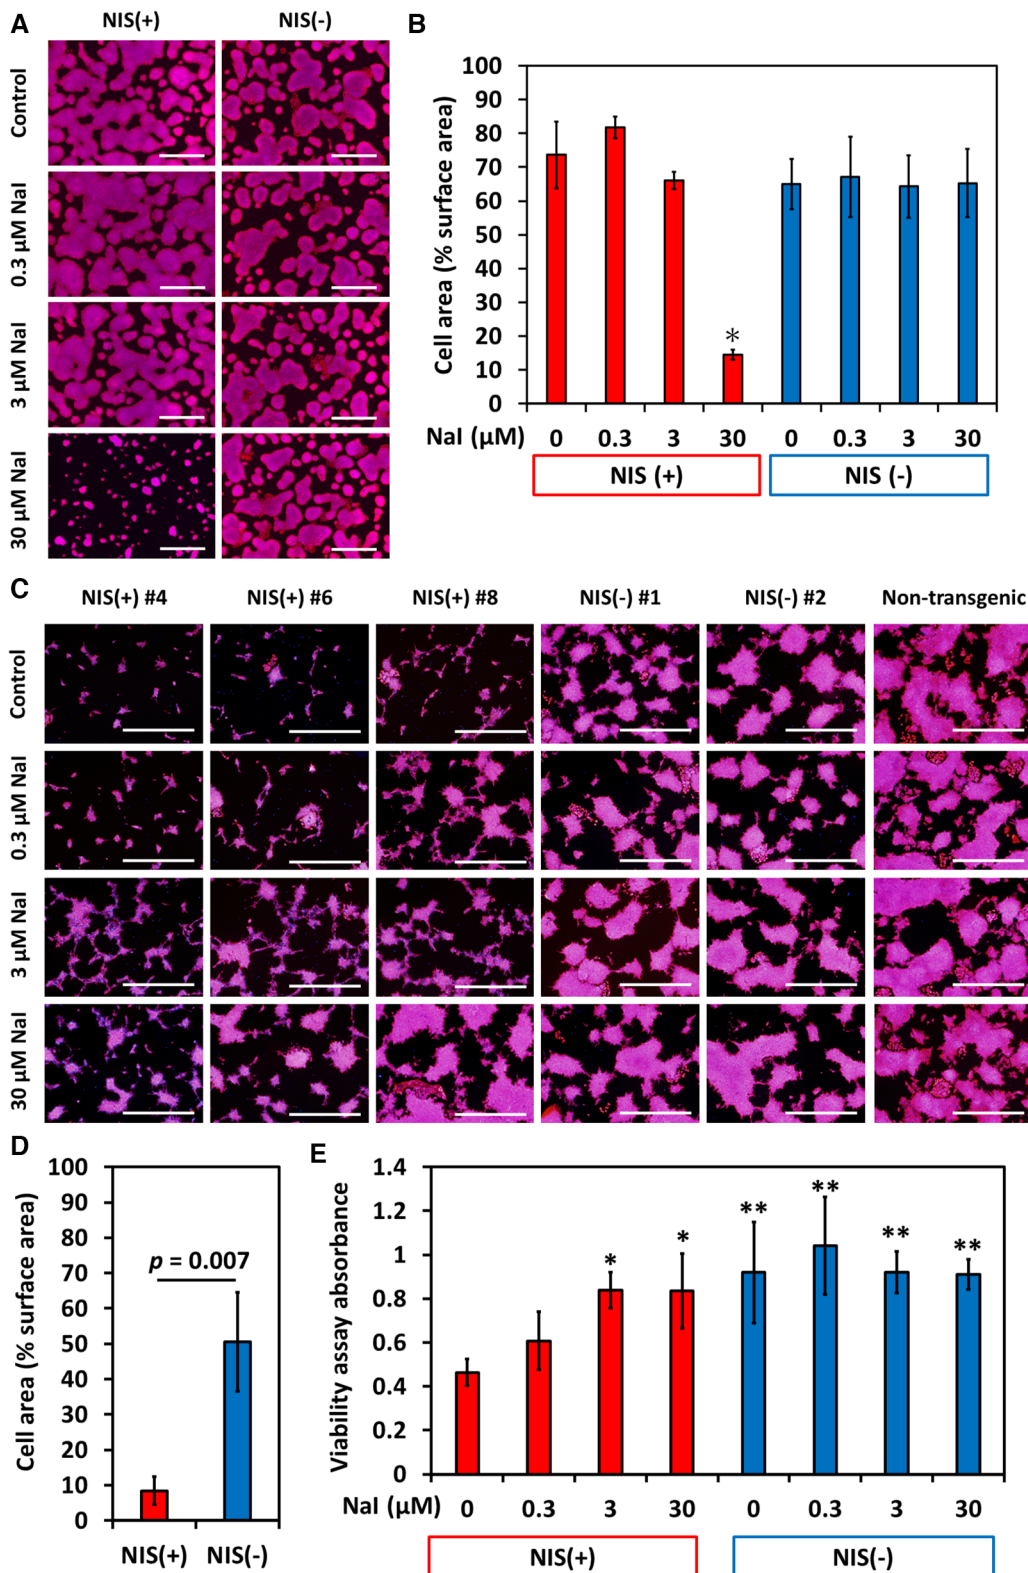 A
NIS(+) NIS(-)
Control
0.3 µM NaI
3 µM NaI
30 µM NaI
B
Cell area (% surface area)
100
90
80
70
60
50
40
30
20
10
0
*
NaI (µM) 0 0.3 3 30 0 0.3 3 30
NIS (+) NIS (-)
C
NIS(+) #4 NIS(+) #6 NIS(+) #8 NIS(-) #1 NIS(-) #2 Non-transgenic
Control
0.3 µM NaI
3 µM NaI
30 µM NaI
D
Cell area (% surface area)
100
90
80
70
60
50
40
30
20
10
0
p = 0.007
NIS(+) NIS(-)
E
Viability assay absorbance
1.4
1.2
1
0.8
0.6
0.4
0.2
0
* * ** ** ** **
NaI (µM) 0 0.3 3 30 0 0.3 3 30
NIS(+) NIS(-)